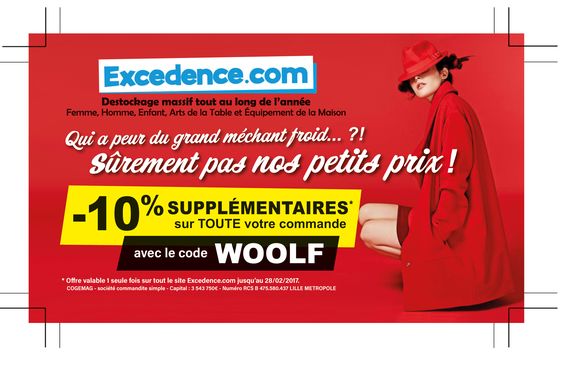 Excedence.com
Destockage massif tout au long de l'année
Femme, Homme, Enfant, Arts de la Table et Équipement de la Maison
Qui a peur du grand méchant froid... ?!
Sûrement pas nos petits prix !
-10% SUPPLÉMENTAIRES*
sur TOUTE votre commande
avec le code WOOLF
* Offre valable 1 seule fois sur tout le site Excedence.com jusqu'au 28/02/2017.
COGEMAG - société commandite simple - Capital : 3 543 750€ - Numéro RCS B 475.580.437 LILLE METROPOLE